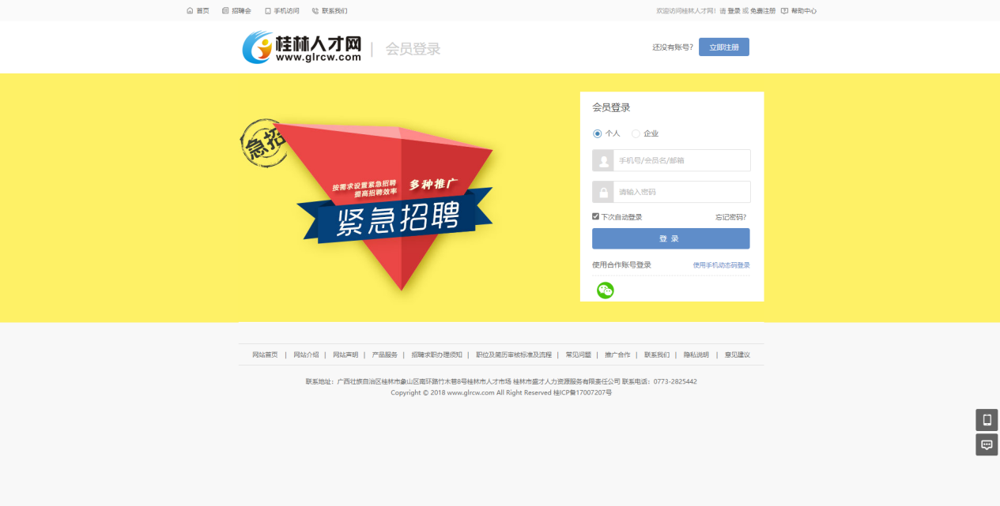 首页 招聘会 手机访问 联系我们
欢迎访问桂林人才网！请 登录 或 免费注册 帮助中心
桂林人才网
www.glrcw.com
会员登录
还没有账号？ 立即注册
急招
按需求设置紧急招聘
提高招聘效率
多种推广
紧急招聘
会员登录
个人 企业
手机号/会员名/邮箱
请输入密码
下次自动登录 忘记密码?
登 录
使用合作账号登录 使用手机动态码登录
网站首页 | 网站介绍 | 网站声明 | 产品服务 | 招聘求职办理须知 | 职位及简历审核标准及流程 | 常见问题 | 推广合作 | 联系我们 | 隐私说明 | 意见建议
联系地址：广西壮族自治区桂林市象山区南环路竹木巷8号桂林市人才市场 桂林市盛才人力资源服务有限责任公司 联系电话：0773-2825442
Copyright © 2018 www.glrcw.com All Right Reserved 桂ICP备17007207号